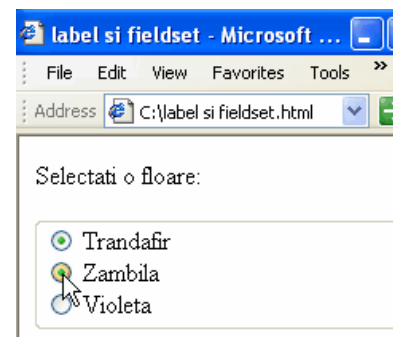 label si fieldset - Microsoft ...
File Edit View Favorites Tools »
Address C:\label si fieldset.html
Selectati o floare:
Trandafir
Zambila
Violeta